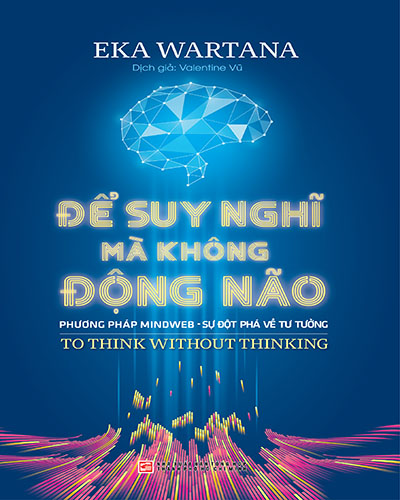 EKA WARTANA
Dịch giả: Valentine Vũ
ĐỂ SUY NGHĨ
MÀ KHÔNG
ĐỘNG NÃO
PHƯƠNG PHÁP MINDWEB - SỰ ĐỘT PHÁ VỀ TƯ TƯỞNG
TO THINK WITHOUT THINKING